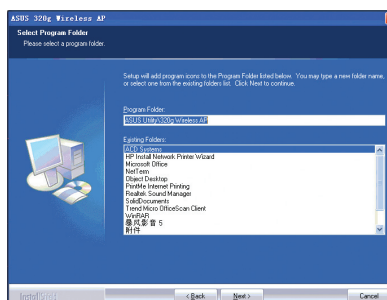 ASUS 320g Wireless AP
Select Program Folder
Please select a program folder.
Setup will add program icons to the Program Folder listed below. You may type a new folder name,
or select one from the existing folders list. Click Next to continue.
Program Folder:
ASUS Utility\320g Wireless AP
Existing Folders:
ACD Systems
HP Install Network Printer Wizard
Microsoft Office
NetTerm
Object Desktop
PrintMe Internet Printing
Realtek Sound Manager
SolidDocuments
Trend Micro OfficeScan Client
WinRAR
暴风影音 5
附件
InstallShield
< Back
Next >
Cancel